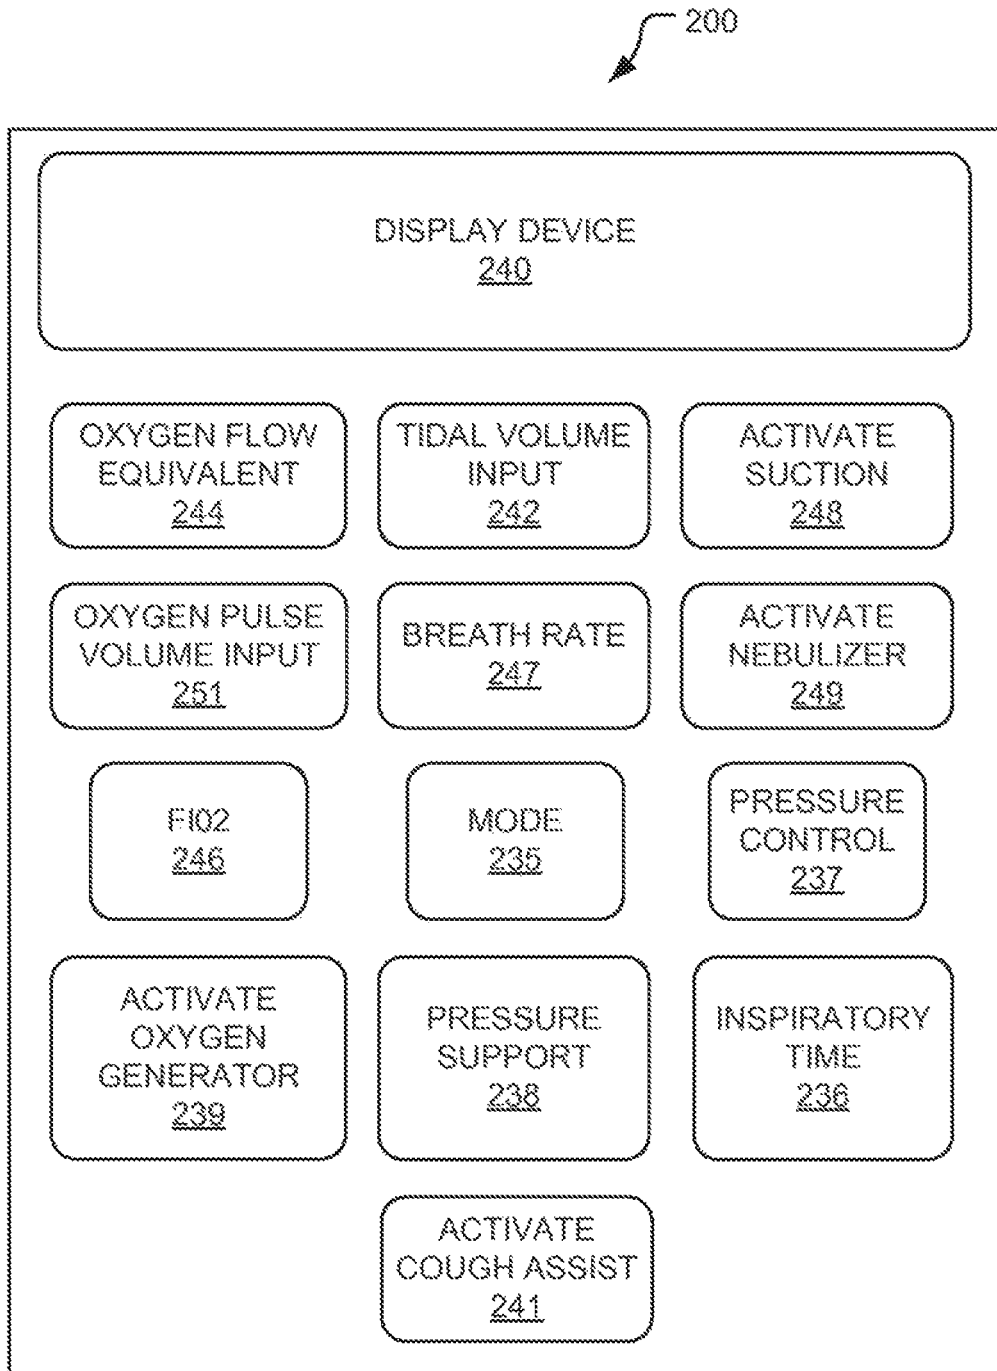 200
DISPLAY DEVICE
240
OXYGEN FLOW
EQUIVALENT
244
TIDAL VOLUME
INPUT
242
ACTIVATE
SUCTION
248
OXYGEN PULSE
VOLUME INPUT
251
BREATH RATE
247
ACTIVATE
NEBULIZER
249
FI02
246
MODE
235
PRESSURE
CONTROL
237
ACTIVATE
OXYGEN
GENERATOR
239
PRESSURE
SUPPORT
238
INSPIRATORY
TIME
236
ACTIVATE
COUGH ASSIST
241